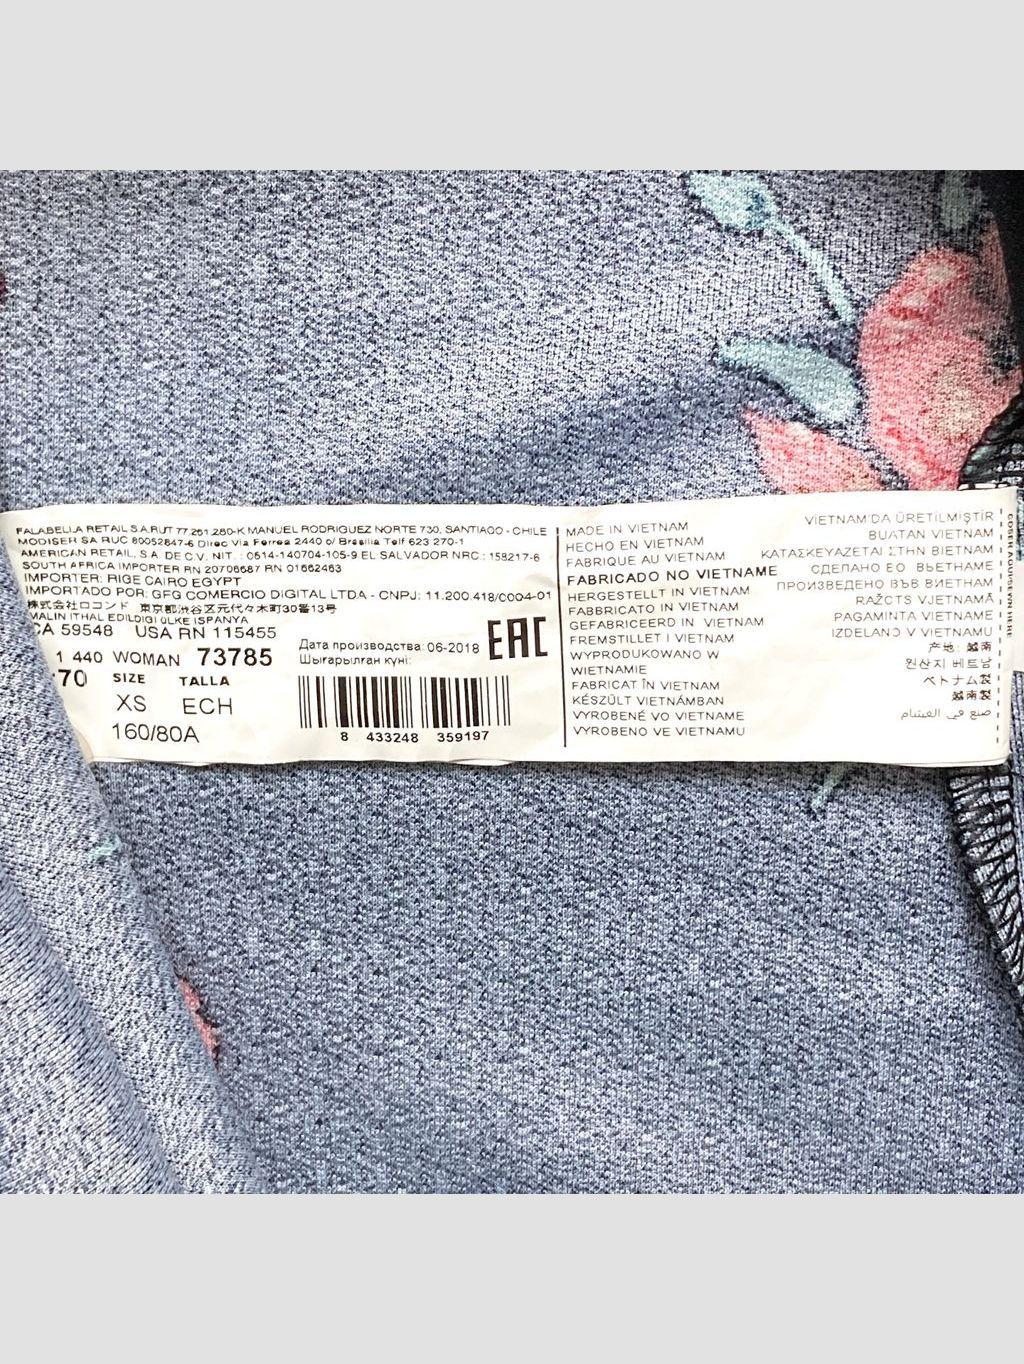 FALABELLA RETAIL S.A.RUT 77 261 280-K MANUEL RODRIGUEZ NORTE 730, SANTIAGO - CHILE
MODISER SA RUC 80052847-6 Direc Via Ferrea 2440 c/ Brasilia Telf 623 270-1
AMERICAN RETAIL, S.A. DE C.V. NIT. : 0614-140704-105-9 EL SALVADOR NRC.: 158217-6
SOUTH AFRICA IMPORTER RN 20706687 RN 01662463
IMPORTER: RIGE CAIRO EGYPT
IMPORTADO POR: GFG COMERCIO DIGITAL LTDA - CNPJ: 11.200.418/0004-01
株式会社ロコンド 東京都渋谷区元代々木町30番13号
MALIN ITHAL EDILDIGI ÜLKE ISPANYA
CA 59548 USA RN 115455
1 440 WOMAN 73785
70 SIZE TALLA
XS ECH
160/80A
Дата производства: 06-2018
Шығарылған күні:
EAC
8 433248 359197
MADE IN VIETNAM
HECHO EN VIETNAM
FABRIQUE AU VIETNAM
FABRICADO NO VIETNAME
HERGESTELLT IN VIETNAM
FABBRICATO IN VIETNAM
GEFABRICEERD IN VIETNAM
FREMSTILLET I VIETNAM
WYPRODUKOWANO W
WIETNAMIE
FABRICAT ÎN VIETNAM
KÉSZÜLT VIETNÁMBAN
VYROBENÉ VO VIETNAME
VYROBENO VE VIETNAMU
VIETNAM'DA ÜRETİLMİŞTİR
BUATAN VIETNAM
ΚΑΤΑΣΚΕΥΑΖΕΤΑΙ ΣΤΗΝ ΒΙΕΤΝΑΜ
СДЕЛАНО ВО ВЬЕТНАМЕ
ПРОИЗВЕДЕНО ВЪВ ВИЕТНАМ
RAŽOTS VJETNAMĀ
PAGAMINTA VIETNAME
IZDELANO V VIETNAMU
产地: 越南
원산지 베트남
ベトナム製
越南製
صنع في الفيتنام